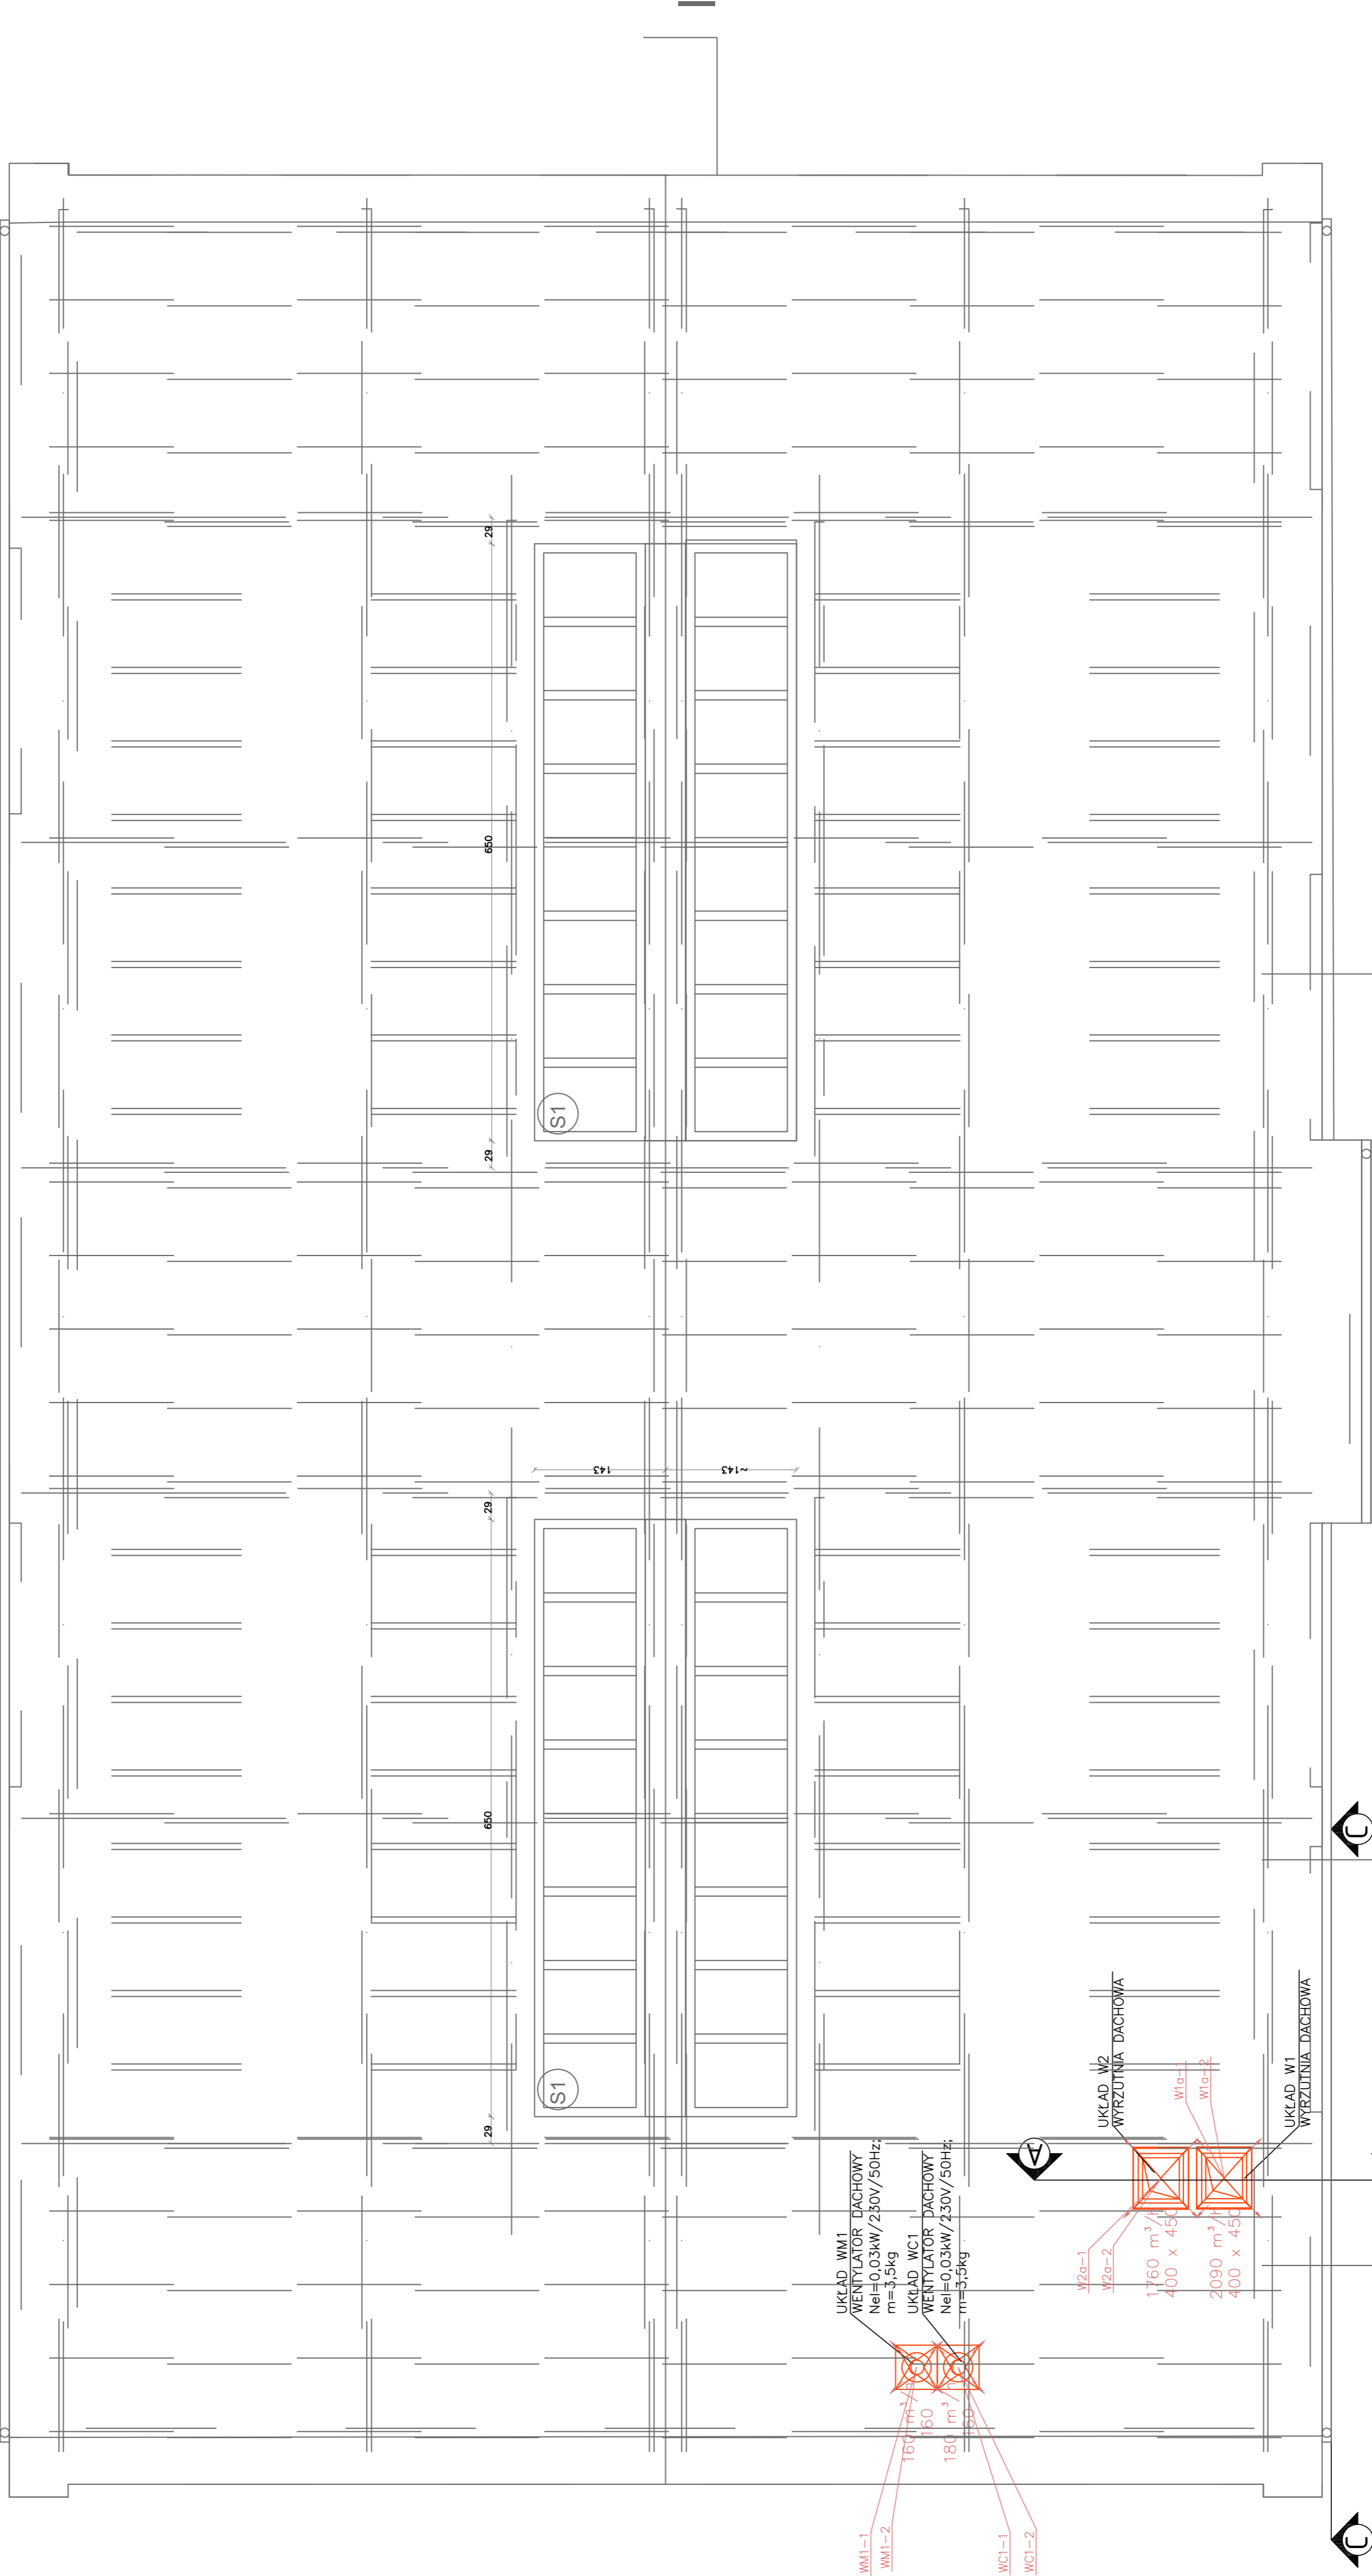 29
650
29
S1
143
~143
29
650
29
S1
UKŁAD WM1
WENTYLATOR DACHOWY
Nel=0,03kW/230V/50Hz;
m=3,5kg
UKŁAD WC1
WENTYLATOR DACHOWY
Nel=0,03kW/230V/50Hz;
m=3,5kg
160 m³/h
160
180 m³/h
160
WM1-1
WM1-2
WC1-1
WC1-2
A
UKŁAD W2
WYRZUTNIA DACHOWA
W1a-1
W1a-2
UKŁAD W1
WYRZUTNIA DACHOWA
W2a-1
W2a-2
1760 m³/h
400 x 450
2090 m³/h
400 x 450
C
C